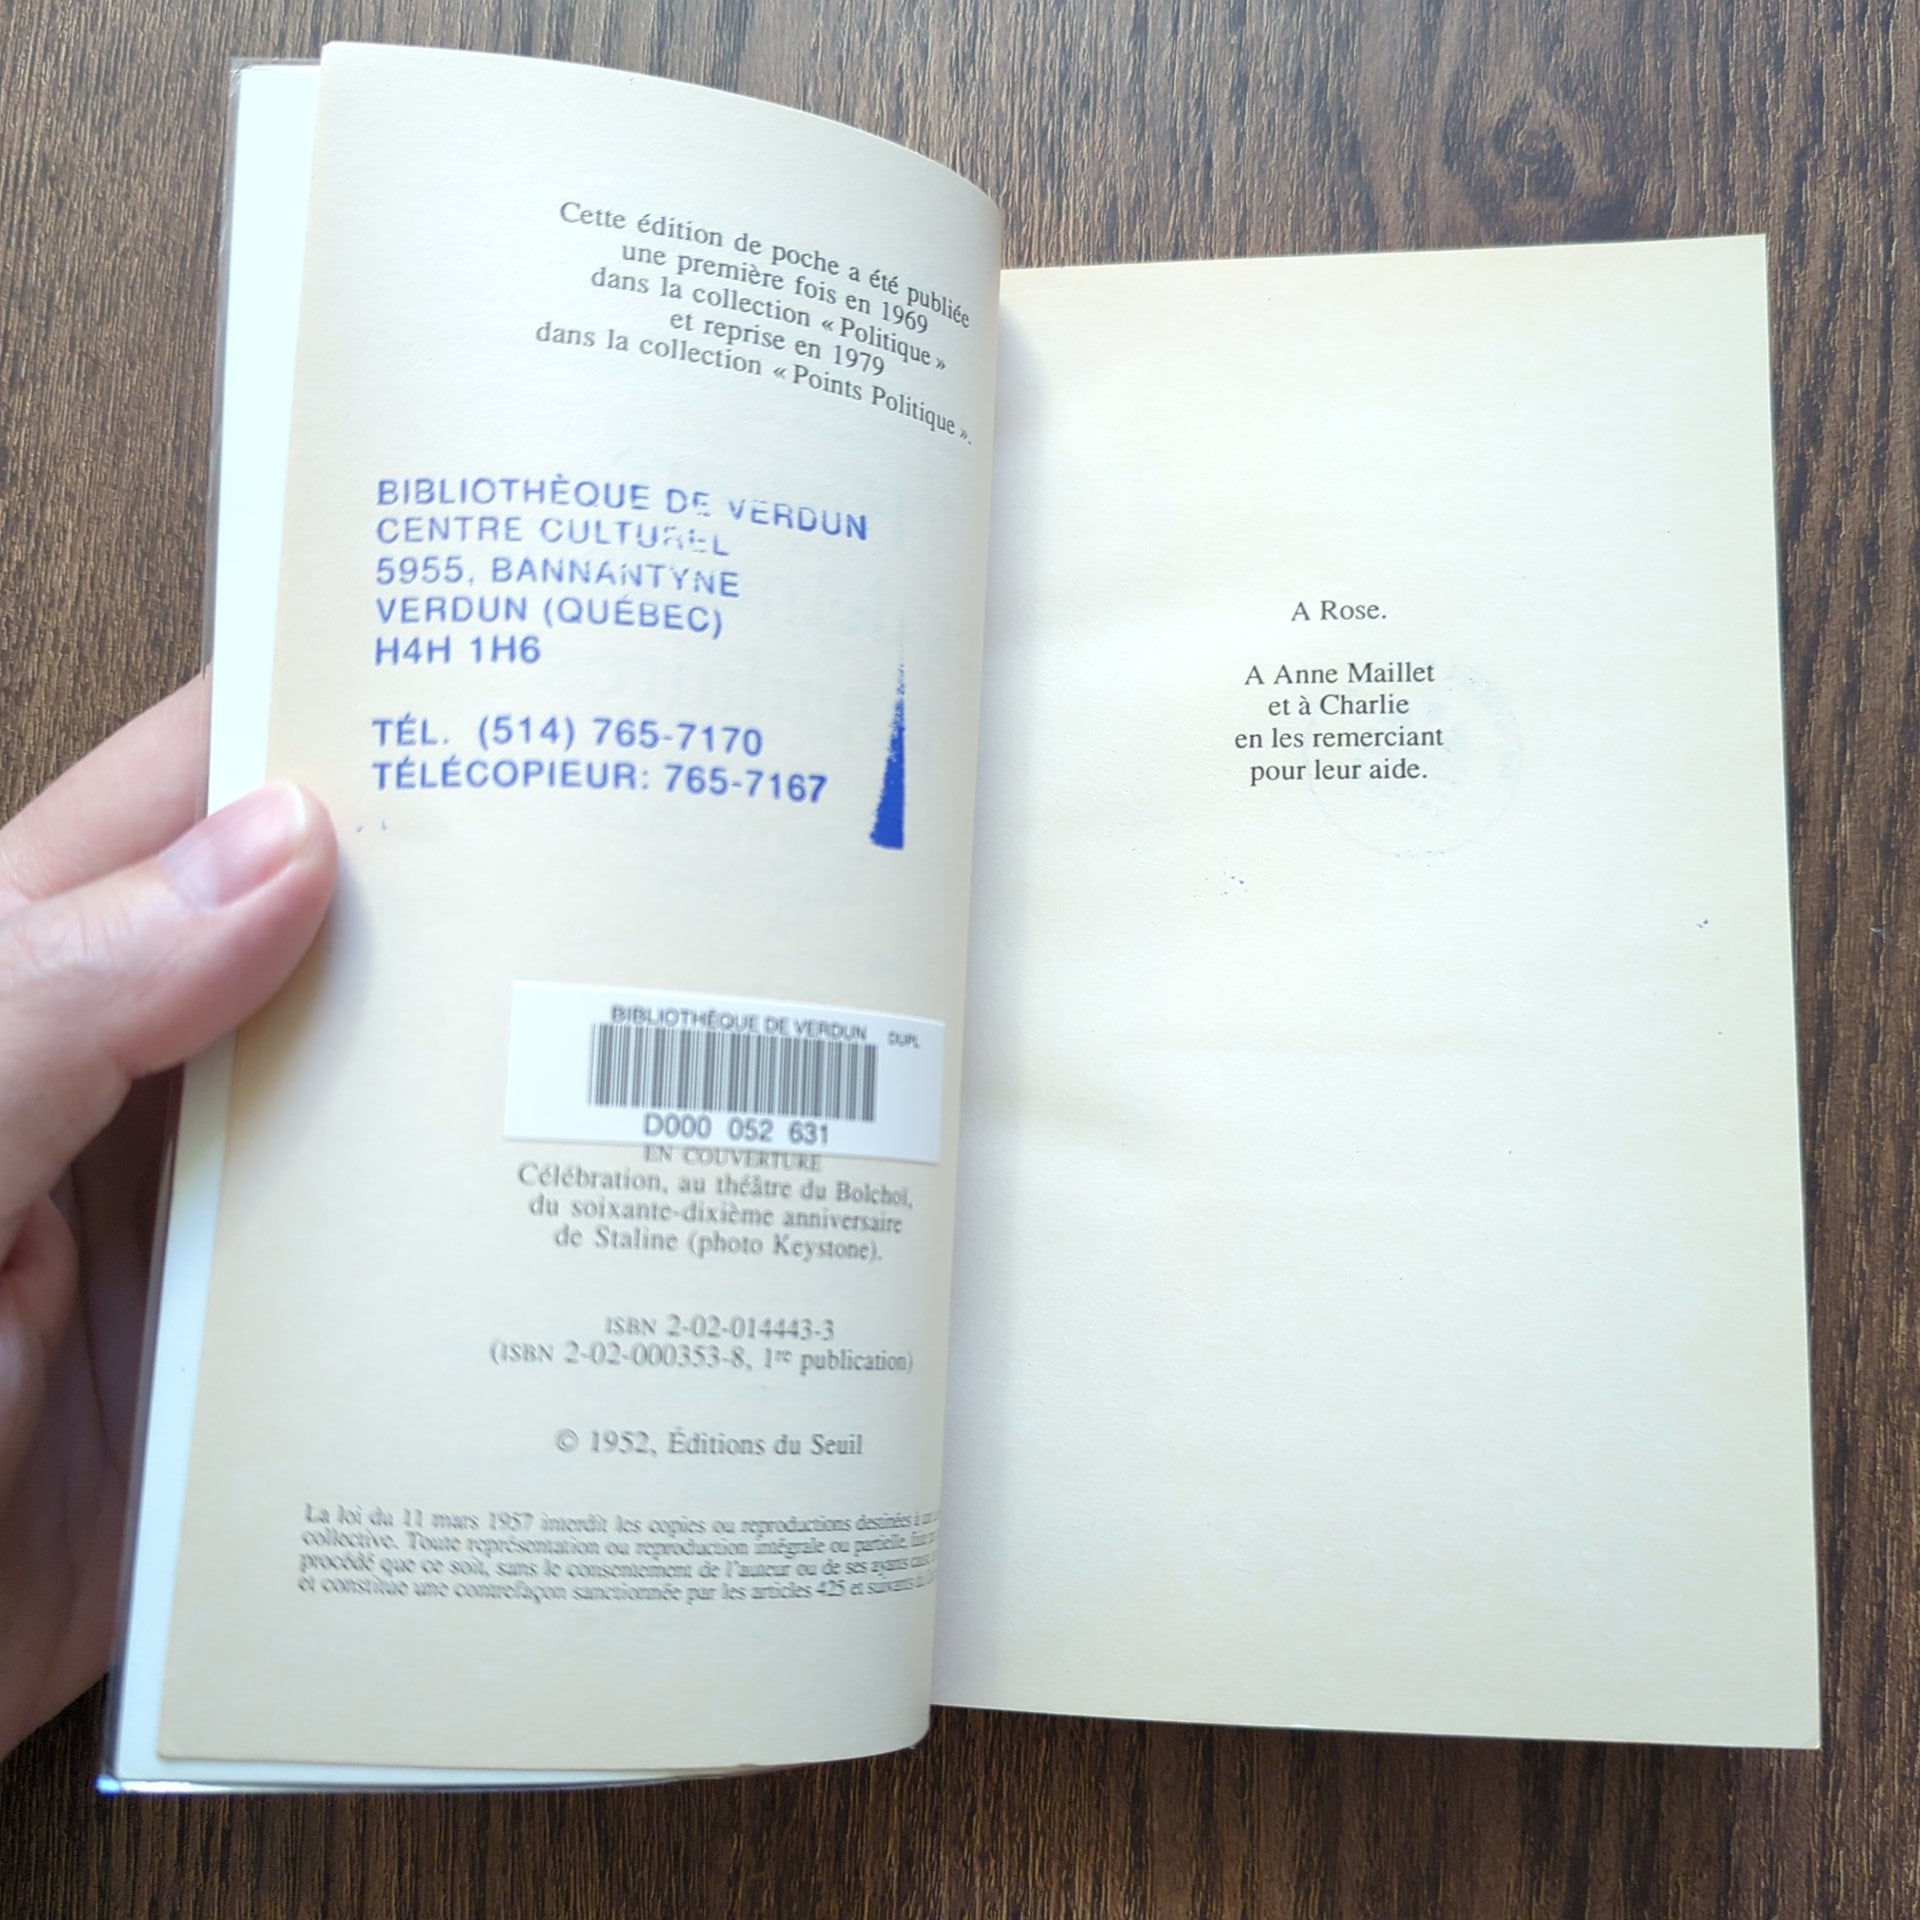 Cette édition de poche a été publiée
une première fois en 1969
dans la collection « Politique »
et reprise en 1979
dans la collection « Points Politique ».
BIBLIOTHÈQUE DE VERDUN
CENTRE CULTUREL
5955, BANNANTYNE
VERDUN (QUÉBEC)
H4H 1H6
TÉL. (514) 765-7170
TÉLÉCOPIEUR: 765-7167
BIBLIOTHÈQUE DE VERDUN DUPL
D000 052 631
EN COUVERTURE
Célébration, au théâtre du Bolchoï,
du soixante-dixième anniversaire
de Staline (photo Keystone).
ISBN 2-02-014443-3
(ISBN 2-02-000353-8, 1re publication)
© 1952, Éditions du Seuil
La loi du 11 mars 1957 interdit les copies ou reproductions destinées à
collective. Toute représentation ou reproduction intégrale ou partielle,
procédé que ce soit, sans le consentement de l'auteur ou de ses ayants
et constitue une contrefaçon sanctionnée par les articles 425 et suivants
A Rose.
A Anne Maillet
et à Charlie
en les remerciant
pour leur aide.